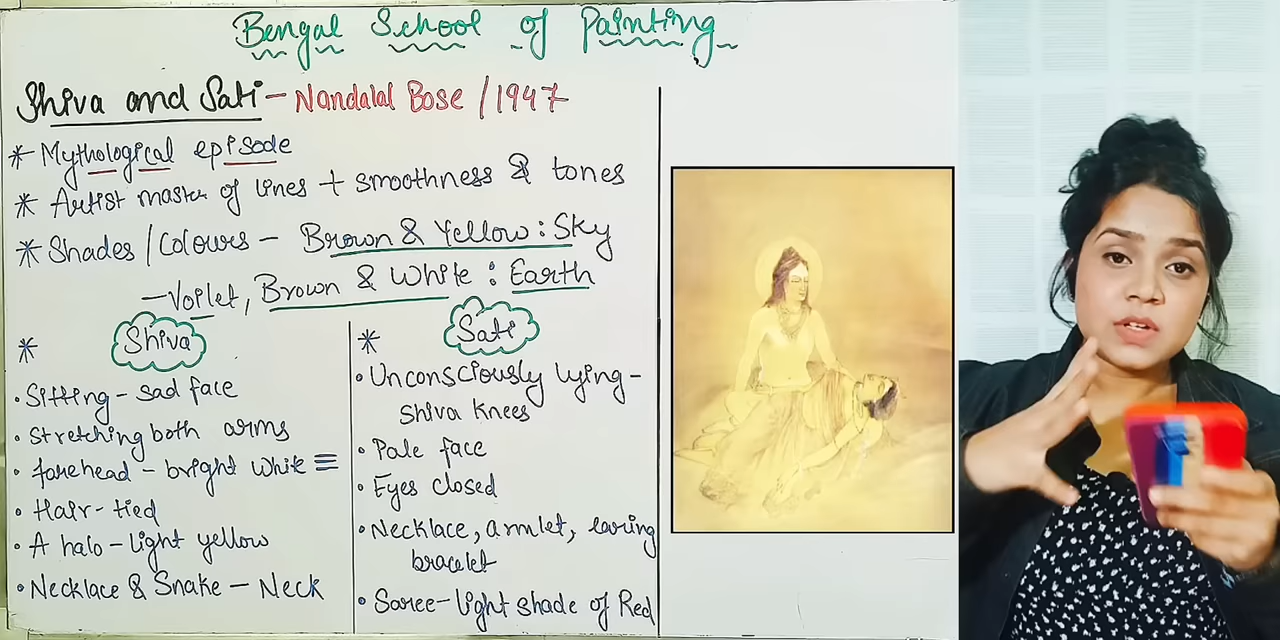 Bengal School of Painting
Shiva and Sati - Nandalal Bose / 1947
* Mythological episode
* Artist master of lines + smoothness & tones
* Shades / Colours - Brown & Yellow : Sky
- Voilet, Brown & White : Earth
* Shiva
• Sitting - sad face
• Stretching both arms
• forehead - bright white ≡
• Hair - tied
• A halo - light yellow
• Necklace & Snake - Neck
* Sati
• Unconsciously lying -
Shiva Knees
• Pale face
• Eyes closed
• Necklace, armlet, earing
bracelet
• Saree - light shade of Red